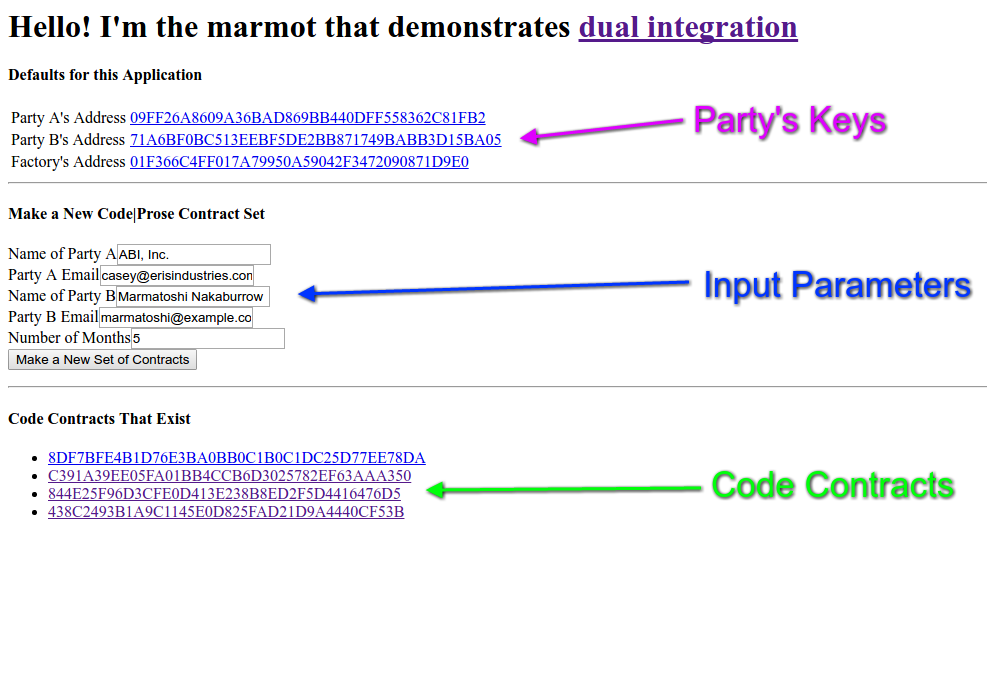 Hello! I'm the marmot that demonstrates dual integration
Defaults for this Application
Party A's Address 09FF26A8609A36BAD869BB440DFF558362C81FB2
Party B's Address 71A6BF0BC513EEBF5DE2BB871749BABB3D15BA05
Factory's Address 01F366C4FF017A79950A59042F3472090871D9E0
Party's Keys
Make a New Code|Prose Contract Set
Name of Party A ABI, Inc.
Party A Email casey@erisindustries.com
Name of Party B Marmatoshi Nakaburrow
Party B Email marmatoshi@example.co
Number of Months 5
Make a New Set of Contracts
Input Parameters
Code Contracts That Exist
8DF7BFE4B1D76E3BA0BB0C1B0C1DC25D77EE78DA
C391A39EE05FA01BB4CCB6D3025782EF63AAA350
844E25F96D3CFE0D413E238B8ED2F5D4416476D5
438C2493B1A9C1145E0D825FAD21D9A4440CF53B
Code Contracts